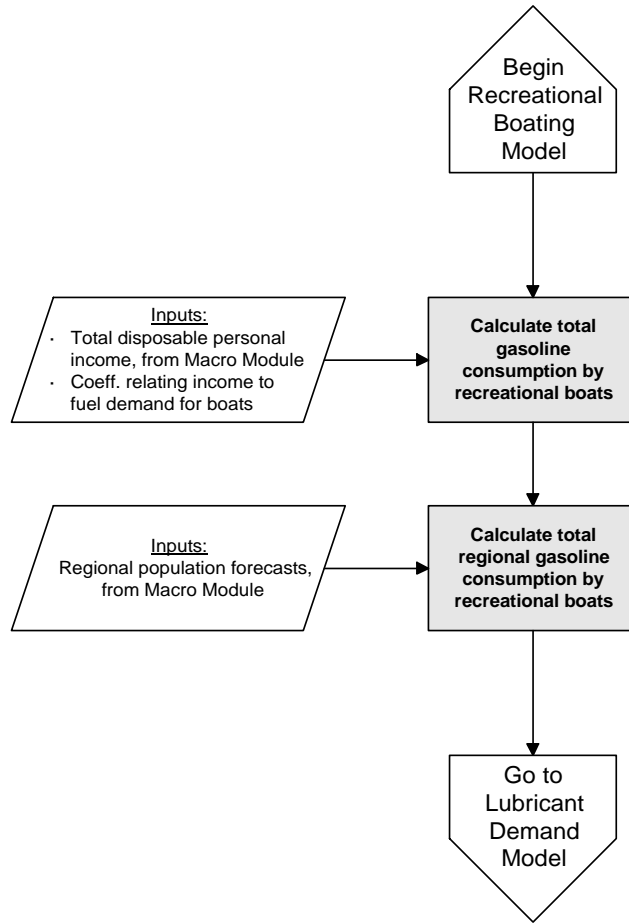 Begin
Recreational
Boating
Model
Inputs:
· Total disposable personal
income, from Macro Module
· Coeff. relating income to
fuel demand for boats
Calculate total
gasoline
consumption by
recreational boats
Inputs:
Regional population forecasts,
from Macro Module
Calculate total
regional gasoline
consumption by
recreational boats
Go to
Lubricant
Demand
Model